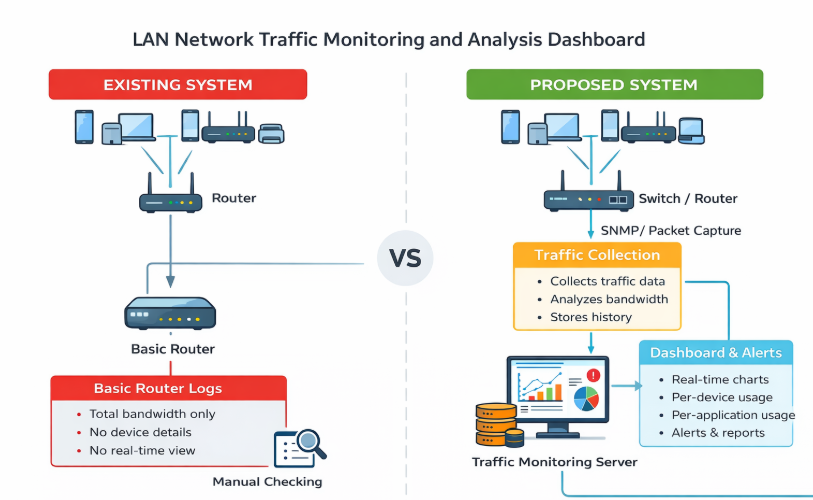 LAN Network Traffic Monitoring and Analysis Dashboard
EXISTING SYSTEM
Router
Basic Router
Basic Router Logs
• Total bandwidth only
• No device details
• No real-time view
Manual Checking
VS
PROPOSED SYSTEM
Switch / Router
SNMP/ Packet Capture
Traffic Collection
• Collects traffic data
• Analyzes bandwidth
• Stores history
Dashboard & Alerts
• Real-time charts
• Per-device usage
• Per-application usage
• Alerts & reports
Traffic Monitoring Server